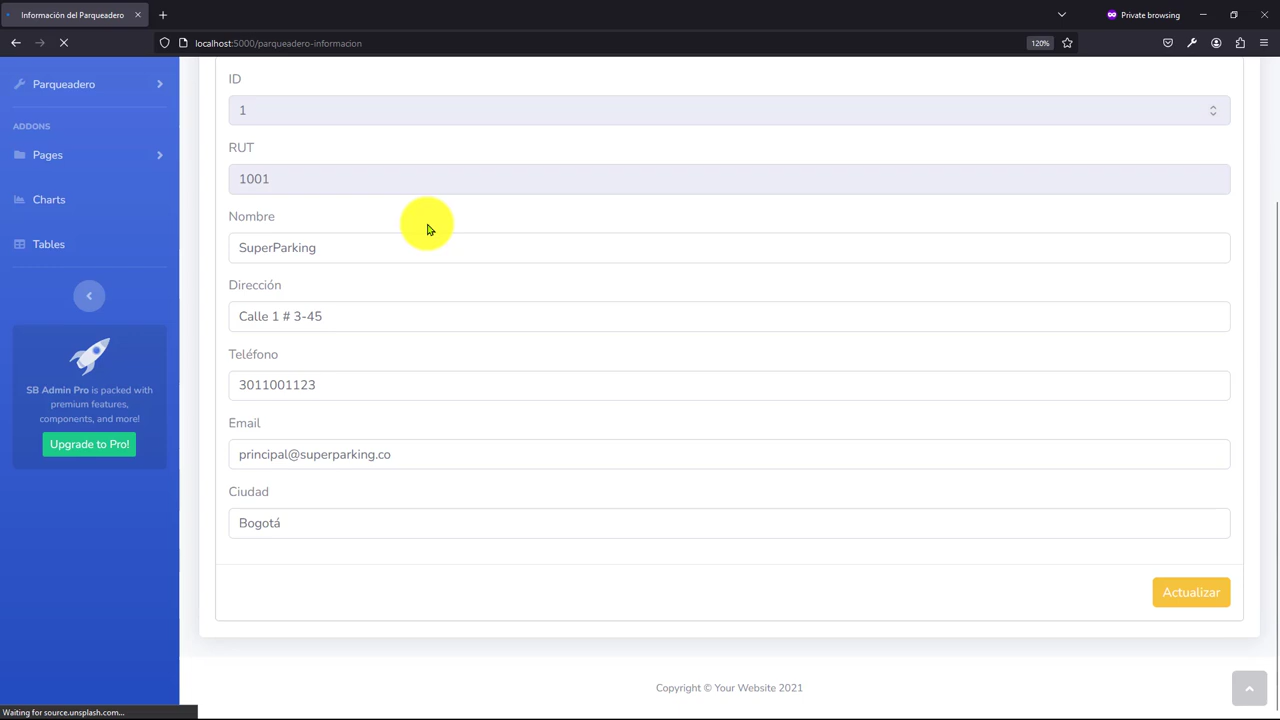 Información del Parqueadero
Private browsing
localhost:5000/parqueadero-informacion
120%
Parqueadero
ADDONS
Pages
Charts
Tables
SB Admin Pro is packed with
premium features,
components, and more!
Upgrade to Pro!
ID
1
RUT
1001
Nombre
SuperParking
Dirección
Calle 1 # 3-45
Teléfono
3011001123
Email
principal@superparking.co
Ciudad
Bogotá
Actualizar
Copyright © Your Website 2021
Waiting for source.unsplash.com...